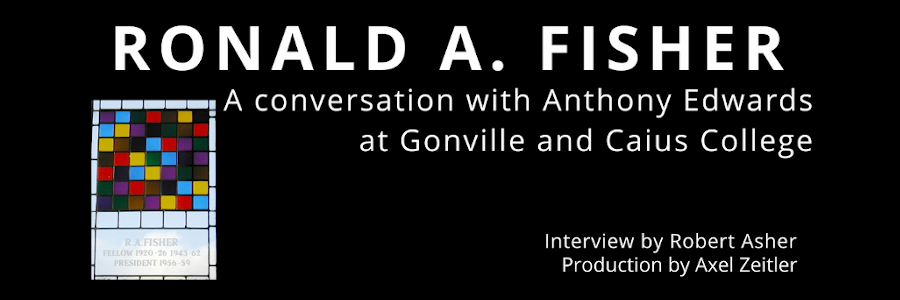 RONALD A. FISHER
A conversation with Anthony Edwards
at Gonville and Caius College
R.A.FISHER
FELLOW 1920-26 1943-62
PRESIDENT 1956-59
Interview by Robert Asher
Production by Axel Zeitler